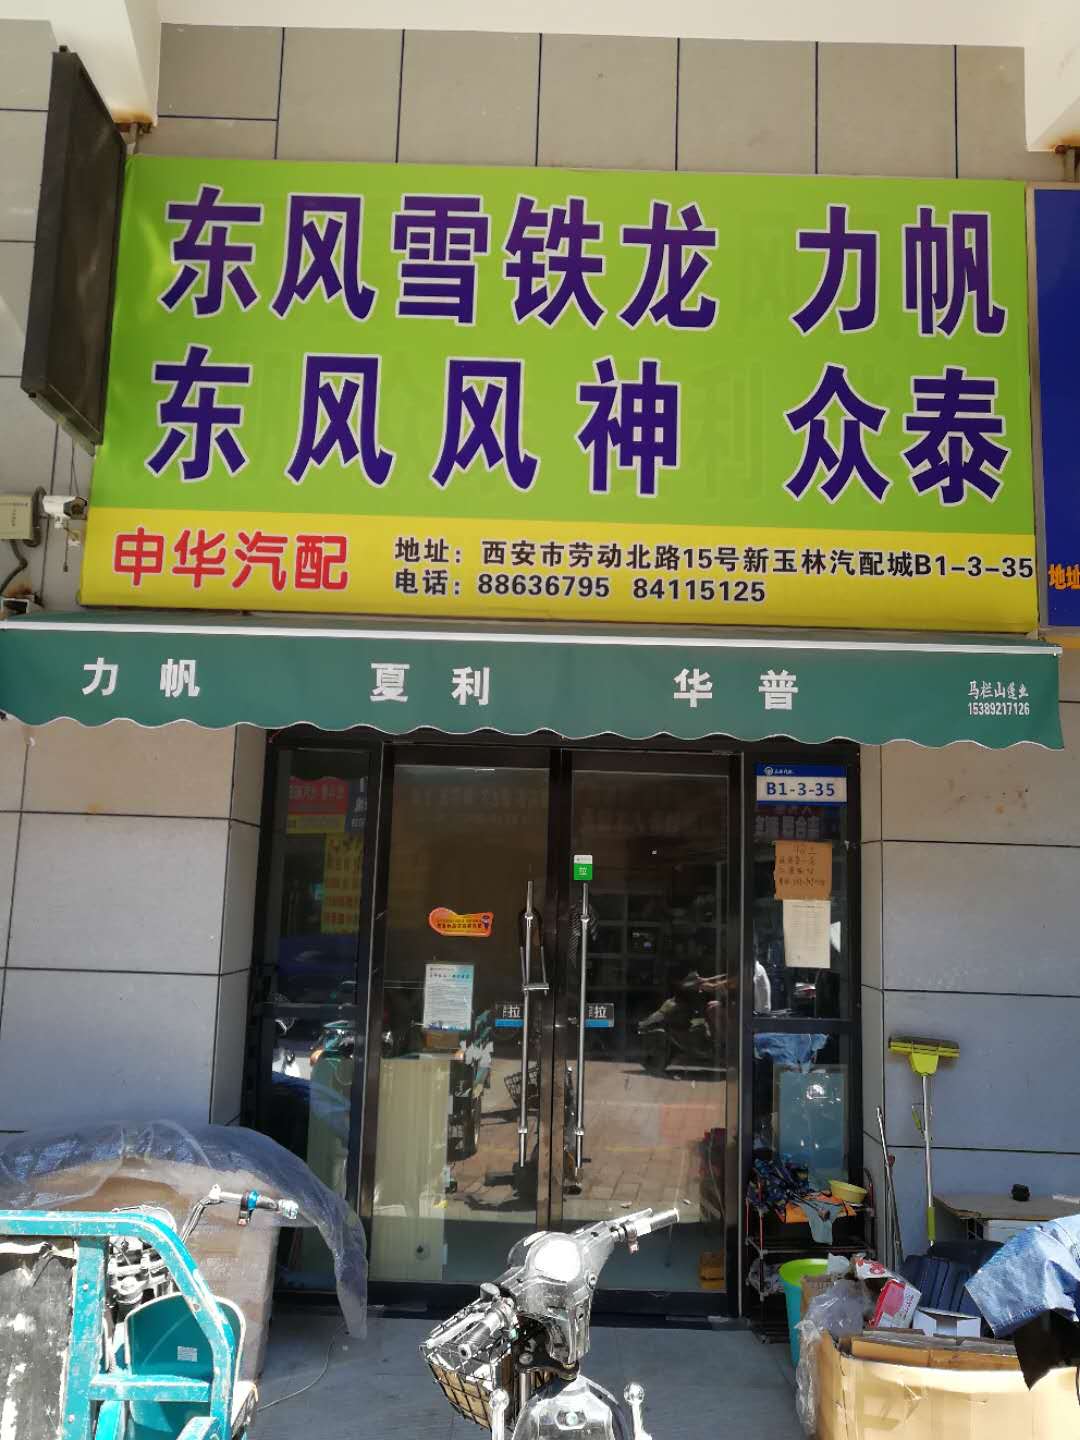 东风雪铁龙 力帆
东风风神 众泰
申华汽配
地址：西安市劳动北路15号新玉林汽配城B1-3-35
电话：88636795 84115125
地址
力帆 夏利 华普
马栏山篷业
15389217126
B1-3-35
拉
拉
拉